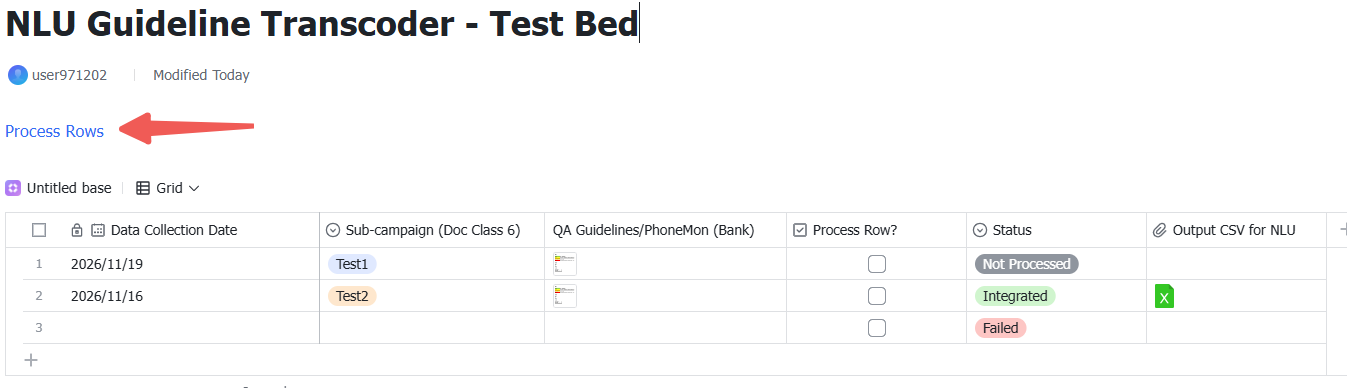 NLU Guideline Transcoder - Test Bed
user971202 Modified Today
Process Rows
Untitled base Grid
Data Collection Date Sub-campaign (Doc Class 6) QA Guidelines/PhoneMon (Bank) Process Row? Status Output CSV for NLU
1 2026/11/19 Test1 Not Processed
2 2026/11/16 Test2 Integrated X
3 Failed